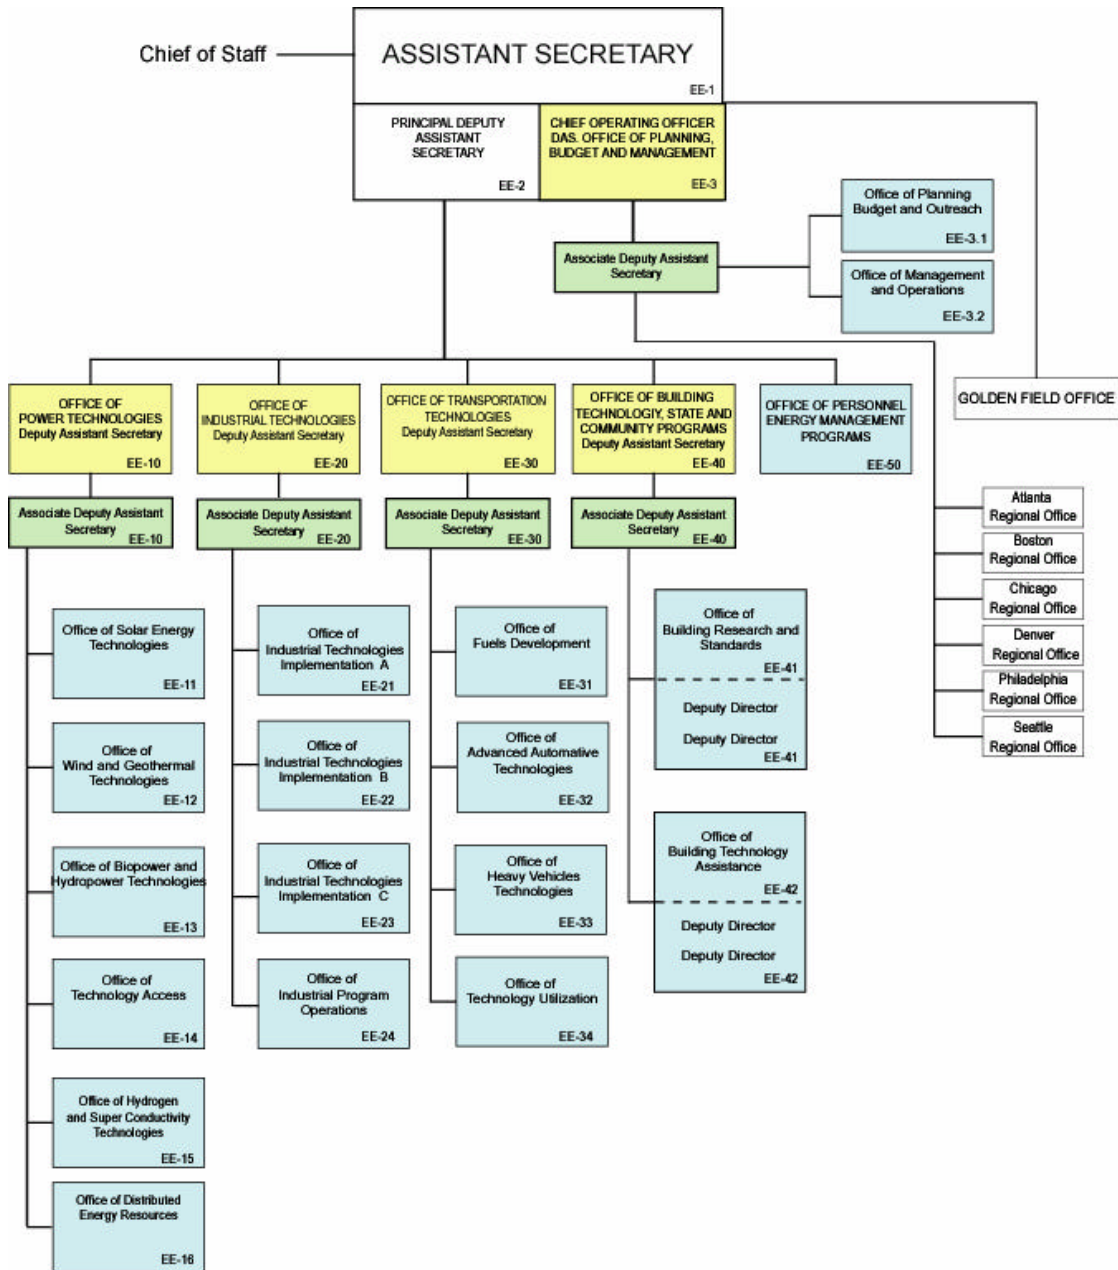 Chief of Staff
ASSISTANT SECRETARY
EE-1
PRINCIPAL DEPUTY
ASSISTANT
SECRETARY
EE-2
CHIEF OPERATING OFFICER
DAS. OFFICE OF PLANNING,
BUDGET AND MANAGEMENT
EE-3
Associate Deputy Assistant
Secretary
Office of Planning
Budget and Outreach
EE-3.1
Office of Management
and Operations
EE-3.2
GOLDEN FIELD OFFICE
OFFICE OF
POWER TECHNOLOGIES
Deputy Assistant Secretary
EE-10
OFFICE OF
INDUSTRIAL TECHNOLOGIES
Deputy Assistant Secretary
EE-20
OFFICE OF TRANSPORTATION
TECHNOLOGIES
Deputy Assistant Secretary
EE-30
OFFICE OF BUILDING
TECHNOLOGIY, STATE AND
COMMUNITY PROGRAMS
Deputy Assistant Secretary
EE-40
OFFICE OF PERSONNEL
ENERGY MANAGEMENT
PROGRAMS
EE-50
Associate Deputy Assistant
Secretary
EE-10
Associate Deputy Assistant
Secretary
EE-20
Associate Deputy Assistant
Secretary
EE-30
Associate Deputy Assistant
Secretary
EE-40
Atlanta
Regional Office
Boston
Regional Office
Chicago
Regional Office
Denver
Regional Office
Philadelphia
Regional Office
Seattle
Regional Office
Office of Solar Energy
Technologies
EE-11
Office of
Wind and Geothermal
Technologies
EE-12
Office of Biopower and
Hydropower Technologies
EE-13
Office of
Technology Access
EE-14
Office of Hydrogen
and Super Conductivity
Technologies
EE-15
Office of Distributed
Energy Resources
EE-16
Office of
Industrial Technologies
Implementation A
EE-21
Office of
Industrial Technologies
Implementation B
EE-22
Office of
Industrial Technologies
Implementation C
EE-23
Office of
Industrial Program
Operations
EE-24
Office of
Fuels Development
EE-31
Office of
Advanced Automative
Technologies
EE-32
Office of
Heavy Vehicles
Technologies
EE-33
Office of
Technology Utilization
EE-34
Office of
Building Research and
Standards
EE-41
Deputy Director
Deputy Director
EE-41
Office of
Building Technology
Assistance
EE-42
Deputy Director
Deputy Director
EE-42